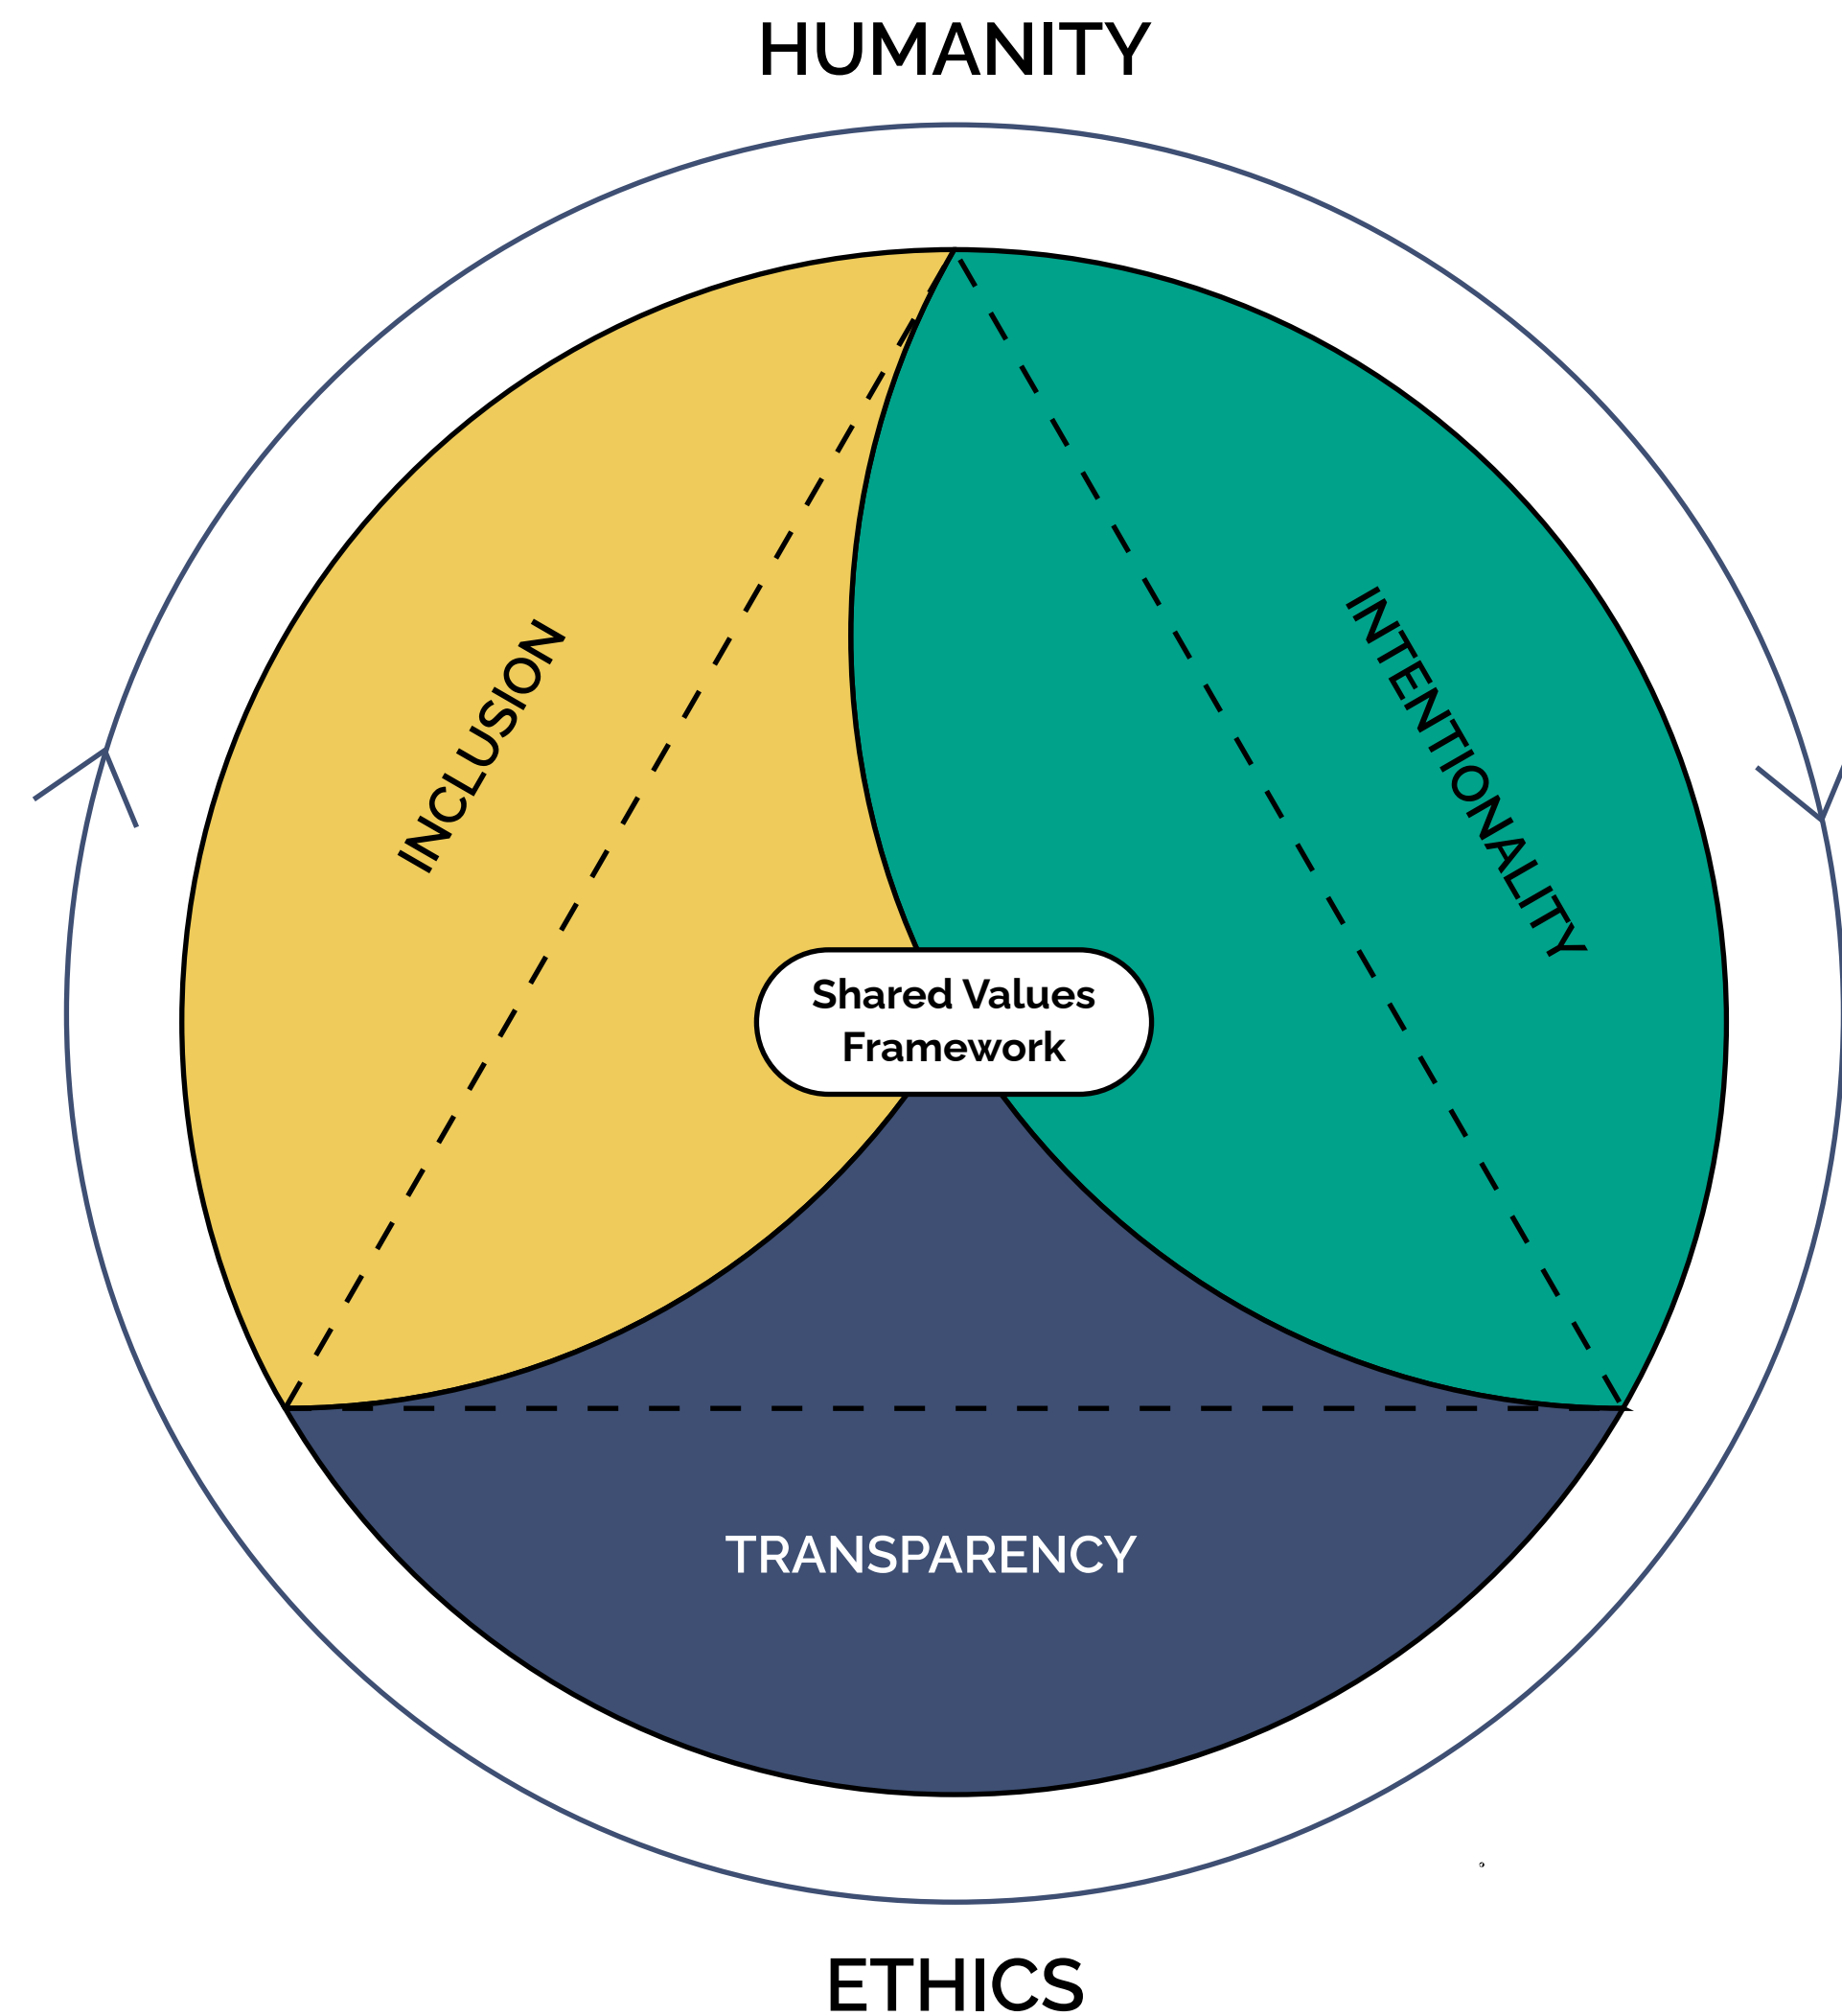 HUMANITY
INCLUSION
INTENTIONALITY
Shared Values
Framework
TRANSPARENCY
ETHICS